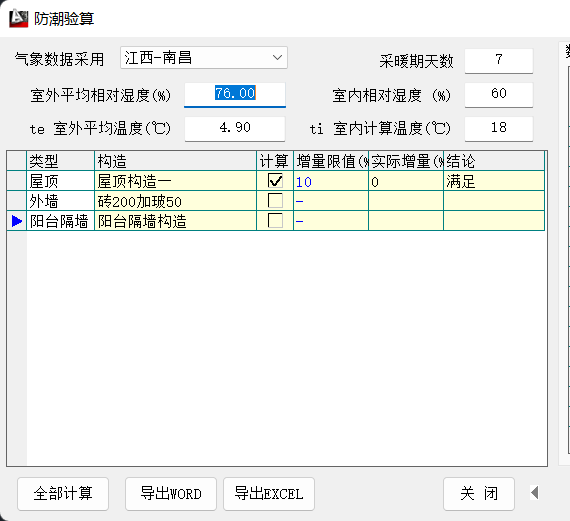 防潮验算
气象数据采用 江西-南昌 采暖期天数 7
室外平均相对湿度(%) 76.00 室内相对湿度 (%) 60
te 室外平均温度(℃) 4.90 ti 室内计算温度(℃) 18
类型 构造 计算 增量限值(% 实际增量(% 结论
屋顶 屋顶构造一 10 0 满足
外墙 砖200加玻50 -
阳台隔墙 阳台隔墙构造 -
全部计算 导出WORD 导出EXCEL 关 闭